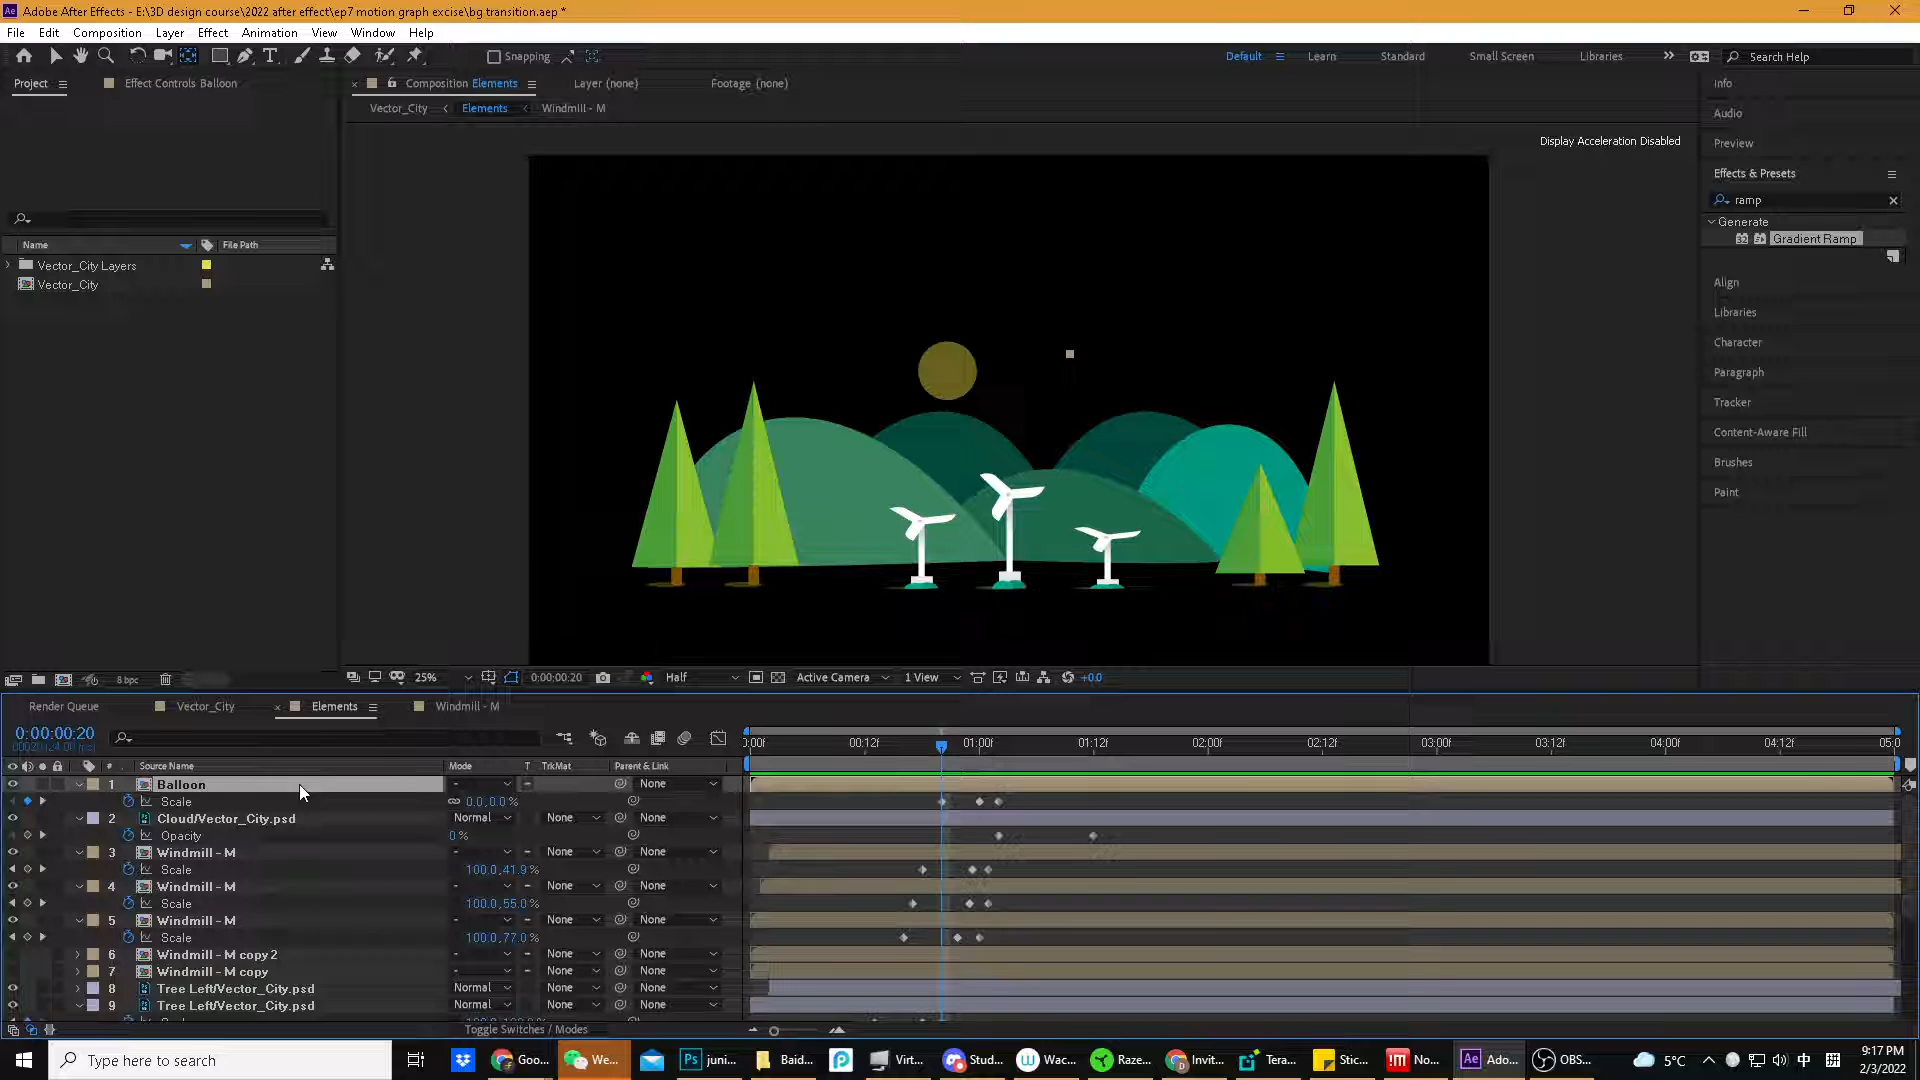 Adobe After Effects - E:\3D design course\2022 after effect\ep7 motion graph excise\bg transition.aep *
File Edit Composition Layer Effect Animation View Window Help
Snapping
Default Learn Standard Small Screen Libraries Search Help
Project Effect Controls Balloon
Composition Elements Layer (none) Footage (none)
Vector_City Elements Windmill - M
Display Acceleration Disabled
Name File Path
Vector_City Layers
Vector_City
8 bpc
25% 0:00:00:20 Half Active Camera 1 View +0.0
Info
Audio
Preview
Effects & Presets
ramp
Generate
Gradient Ramp
Align
Libraries
Character
Paragraph
Tracker
Content-Aware Fill
Brushes
Paint
Render Queue Vector_City Elements Windmill - M
0:00:00:20
# Source Name Mode T TrkMat Parent & Link
00:12f 01:00f 01:12f 02:00f 02:12f 03:00f 03:12f 04:00f 04:12f
1 Balloon - None
Scale 0.0,0.0%
2 Cloud/Vector_City.psd Normal None None
Opacity 0%
3 Windmill - M - None None
Scale 100.0,41.9%
4 Windmill - M - None None
Scale 100.0,55.0%
5 Windmill - M - None None
Scale 100.0,77.0%
6 Windmill - M copy 2 - None None
7 Windmill - M copy - None None
8 Tree Left/Vector_City.psd Normal None None
9 Tree Left/Vector_City.psd Normal None None
Toggle Switches / Modes
Type here to search
Goo... We... Ps juni... Baid... Virt... Stud... Wac... Raze... Invit... Tera... Stic... No... Ae Ado... OBS...
5°C 中
9:17 PM
2/3/2022